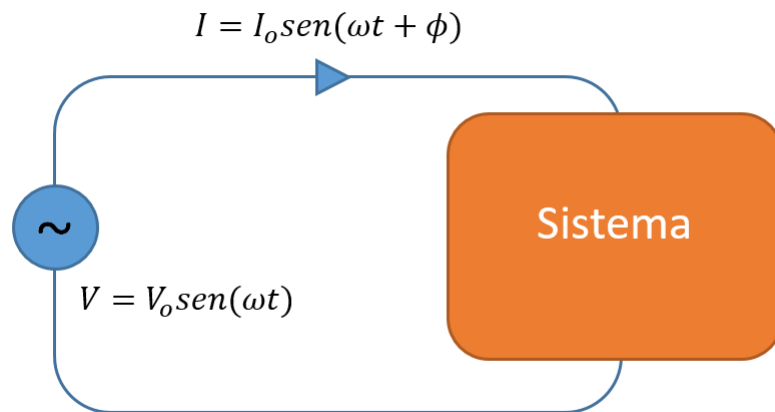 I = I_o sen(ωt + ϕ)
~
Sistema
V = V_o sen(ωt)